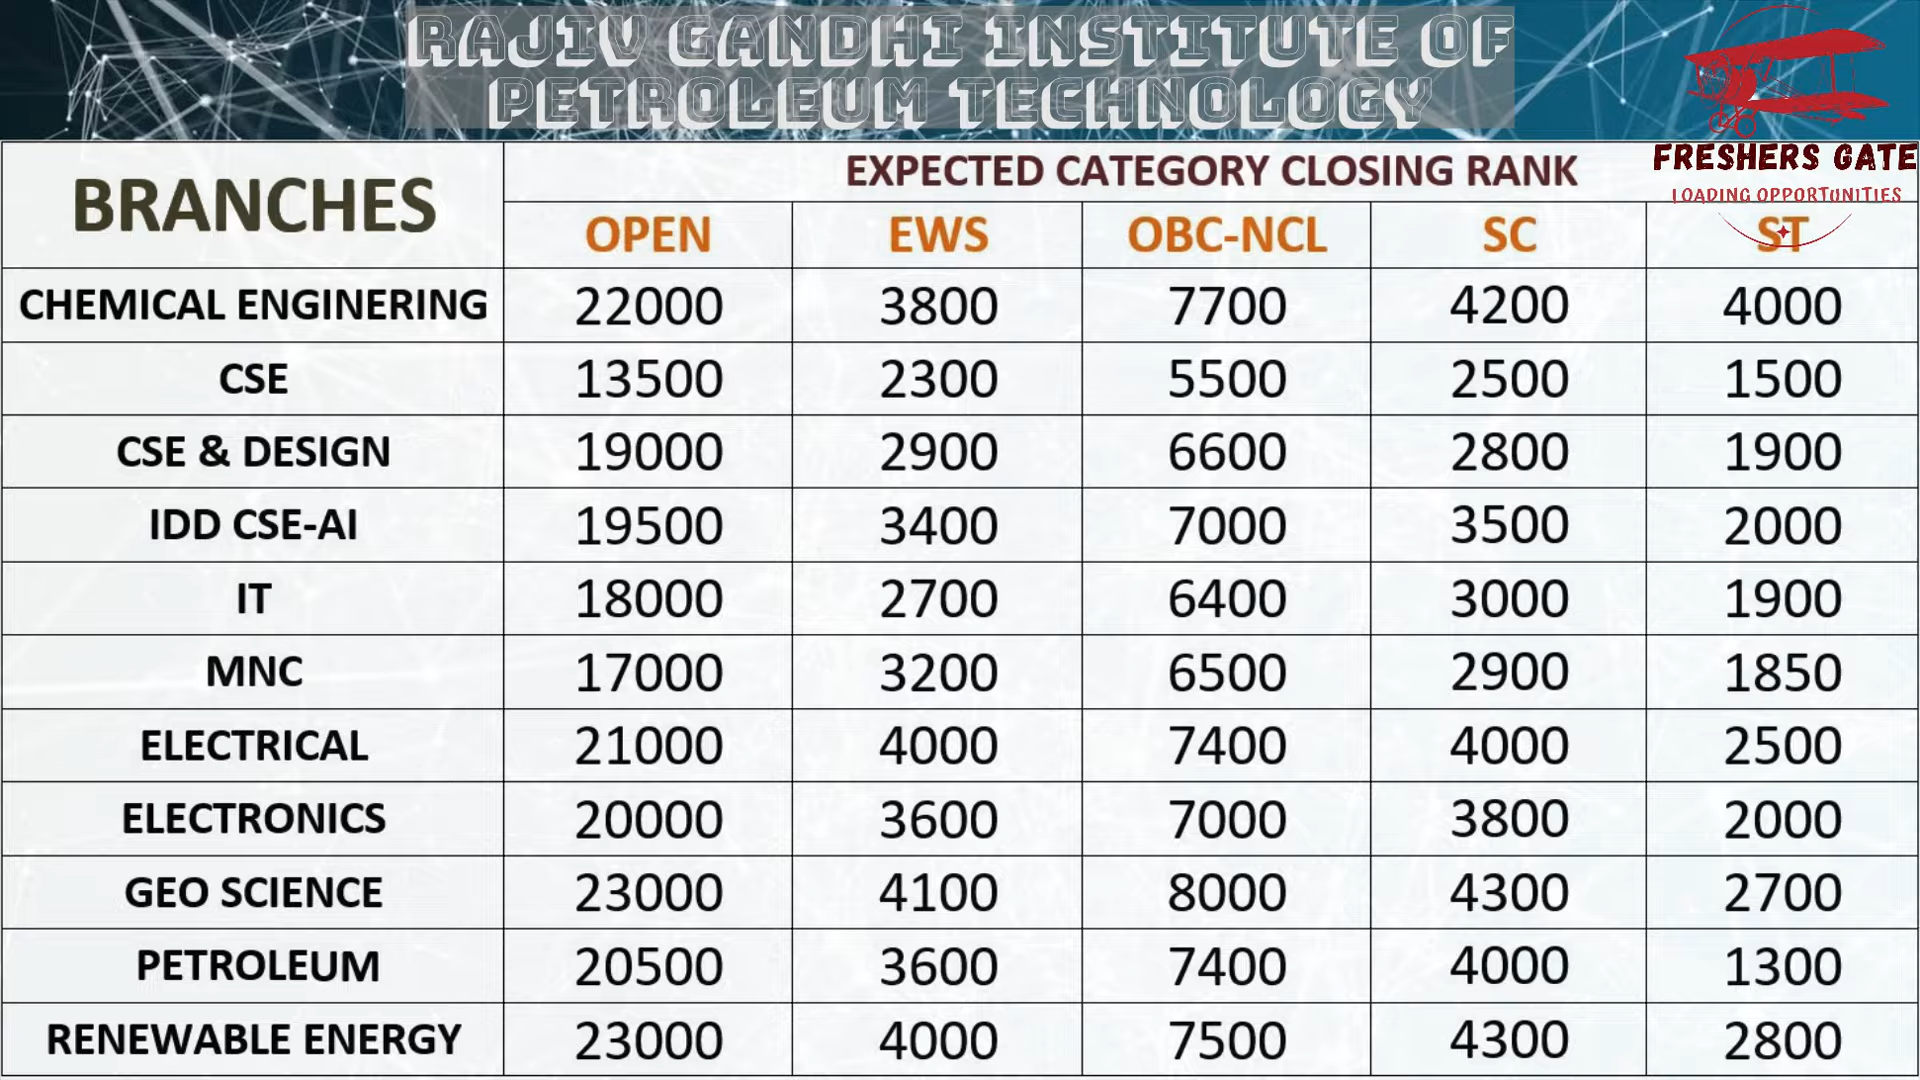 RAJIV GANDHI INSTITUTE OF
PETROLEUM TECHNOLOGY
FRESHERS GATE
LOADING OPPORTUNITIES
BRANCHES EXPECTED CATEGORY CLOSING RANK
OPEN EWS OBC-NCL SC ST
CHEMICAL ENGINERING 22000 3800 7700 4200 4000
CSE 13500 2300 5500 2500 1500
CSE & DESIGN 19000 2900 6600 2800 1900
IDD CSE-AI 19500 3400 7000 3500 2000
IT 18000 2700 6400 3000 1900
MNC 17000 3200 6500 2900 1850
ELECTRICAL 21000 4000 7400 4000 2500
ELECTRONICS 20000 3600 7000 3800 2000
GEO SCIENCE 23000 4100 8000 4300 2700
PETROLEUM 20500 3600 7400 4000 1300
RENEWABLE ENERGY 23000 4000 7500 4300 2800